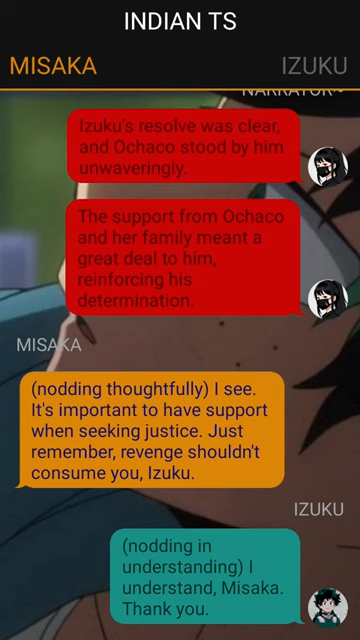 INDIAN TS
MISAKA IZUKU
NARRATOR~
Izuku's resolve was clear,
and Ochaco stood by him
unwaveringly.
The support from Ochaco
and her family meant a
great deal to him,
reinforcing his
determination.
MISAKA
(nodding thoughtfully) I see.
It's important to have support
when seeking justice. Just
remember, revenge shouldn't
consume you, Izuku.
IZUKU
(nodding in
understanding) I
understand, Misaka.
Thank you.